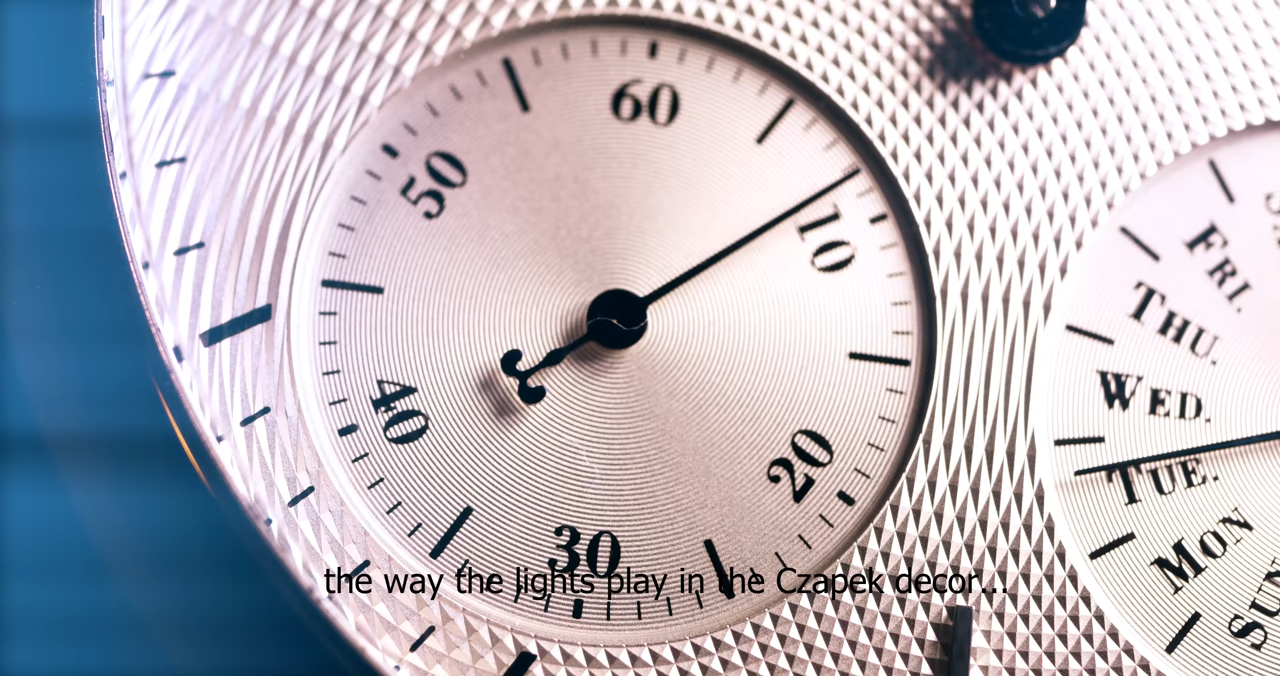 60
50
10
40
20
30
FRI.
THU.
WED.
TUE.
MON
SUN
the way the lights play in the Czapek decor...